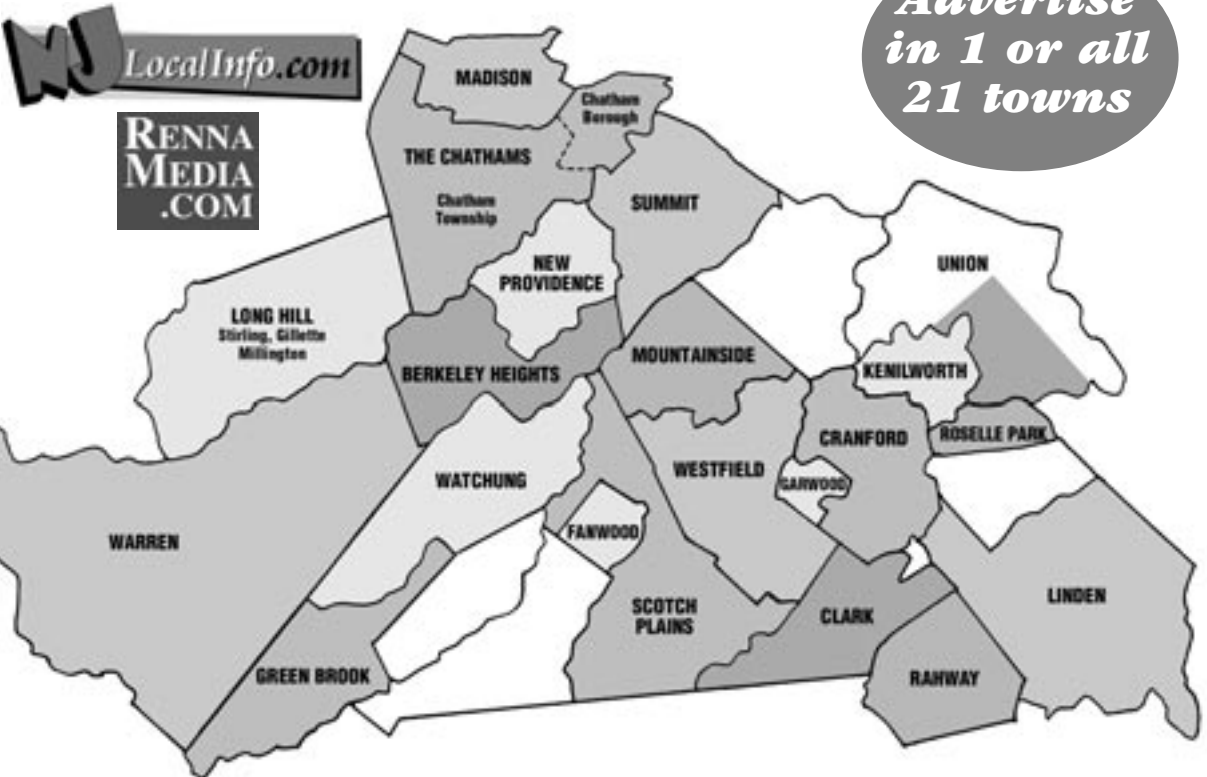 NJ LocalInfo.com
RENNA
MEDIA
.COM
Advertise
in 1 or all
21 towns
MADISON
Chatham
Borough
THE CHATHAMS
Chatham
Township
SUMMIT
NEW
PROVIDENCE
UNION
LONG HILL
Stirling, Gillette
Millington
MOUNTAINSIDE
BERKELEY HEIGHTS
KENILWORTH
CRANFORD
ROSELLE PARK
WESTFIELD
WATCHUNG
GARWOOD
FANWOOD
WARREN
LINDEN
SCOTCH
PLAINS
CLARK
GREEN BROOK
RAHWAY